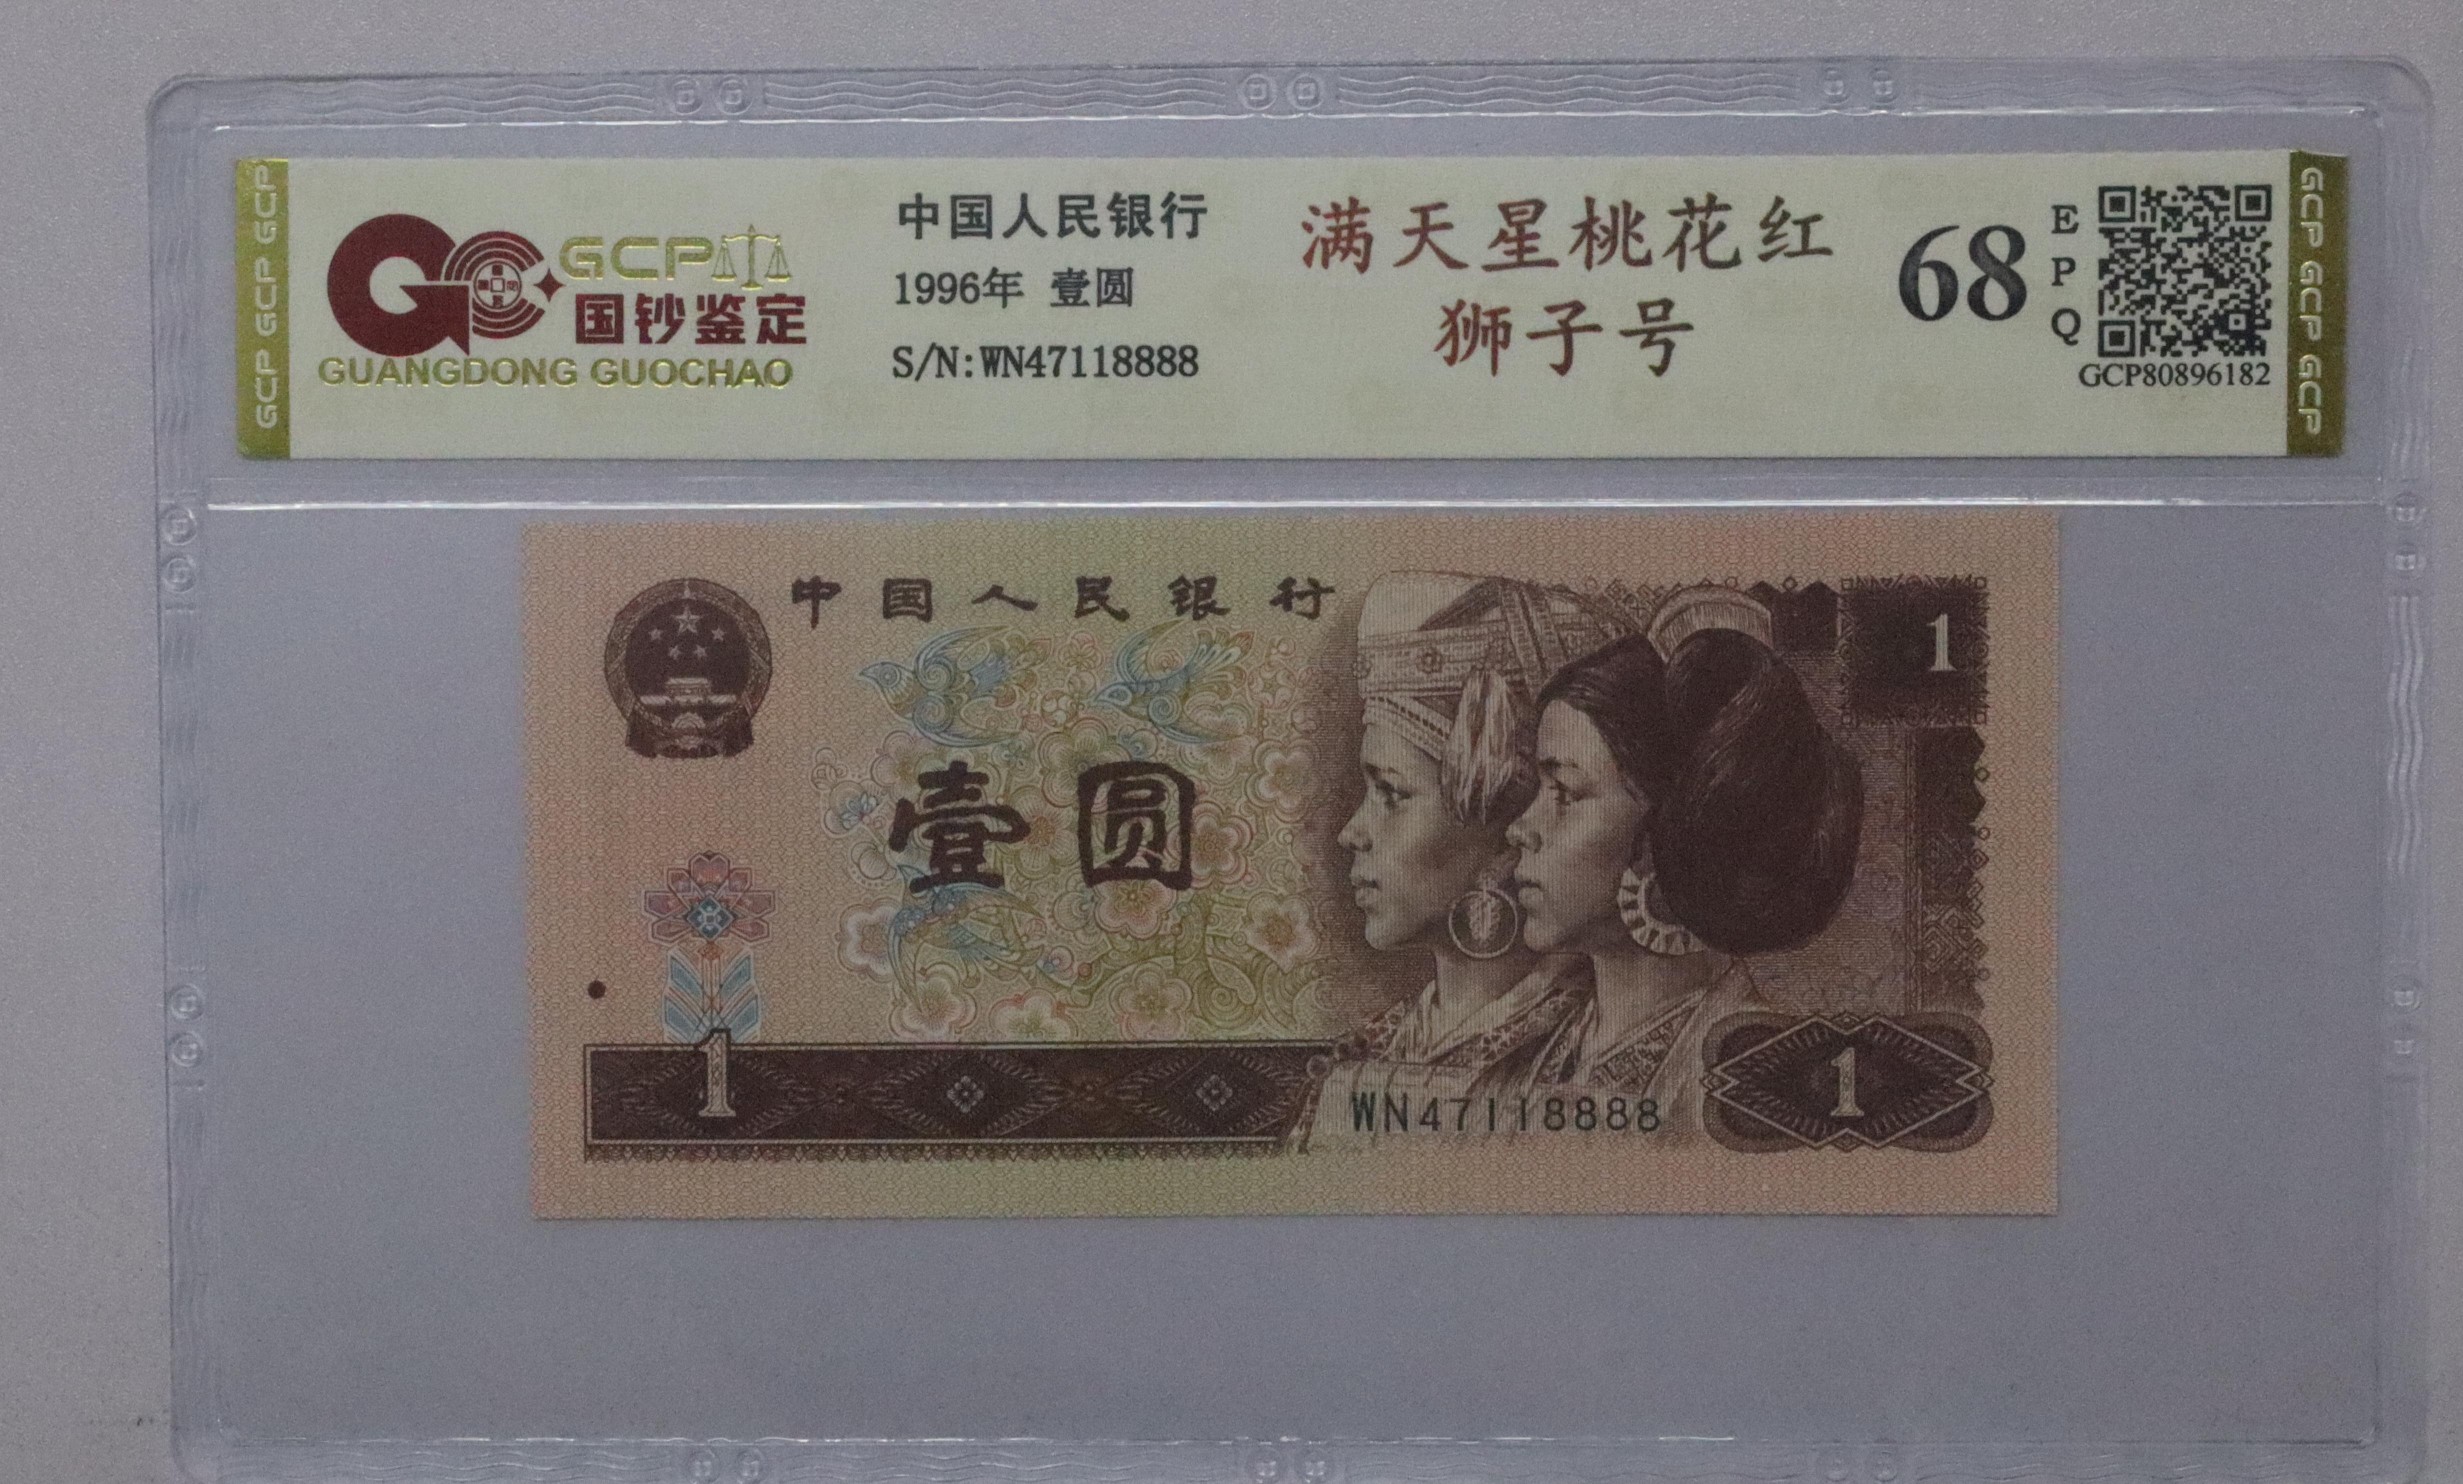 GCP GCP GCP
GCP
国钞鉴定
GUANGDONG GUOCHAO
中国人民银行
1996年 壹圆
S/N:WN47118888
满天星桃花红
狮子号
68
E
P
Q
GCP80896182
GCP GCP GCP
中国人民银行
1
壹圆
1
WN47118888
1